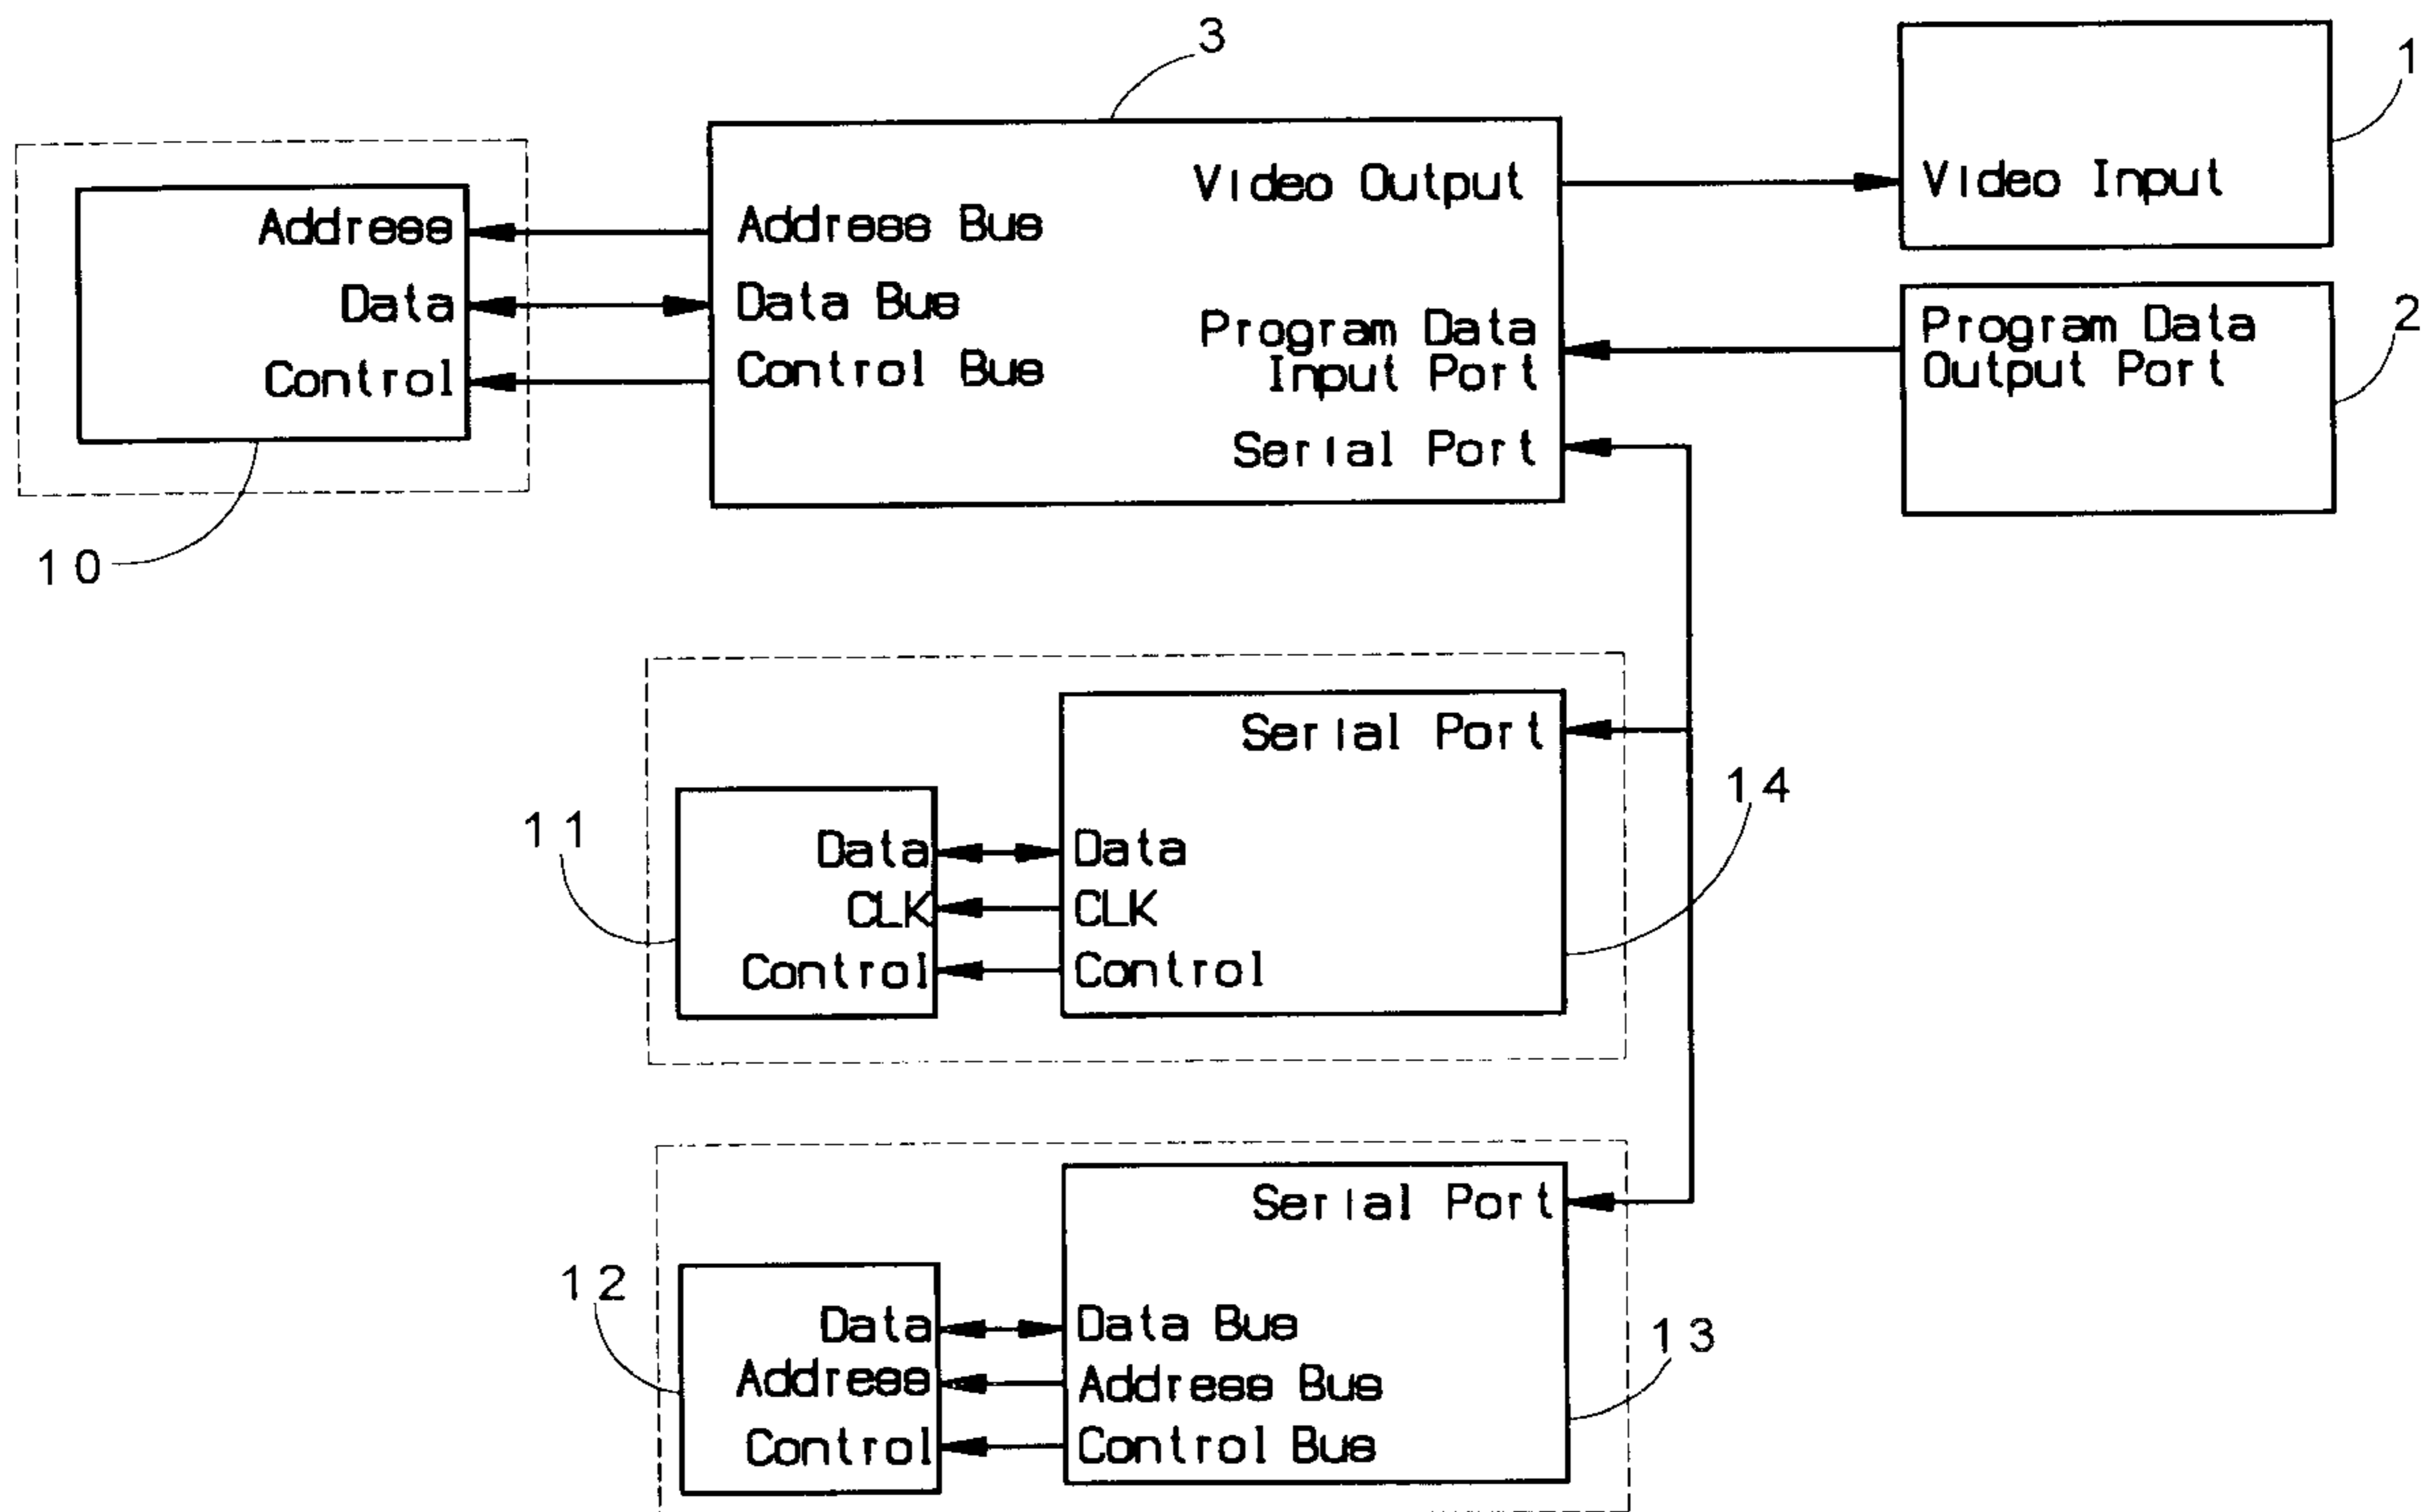 3
1
Video Output
Video Input
Address
Address Bus
Data
Data Bus
Control
Control Bus
Program Data
Input Port
Program Data
Output Port
2
Serial Port
10
Serial Port
14
11
Data
Data
CLK
CLK
Control
Control
Serial Port
12
13
Data
Data Bus
Address
Address Bus
Control
Control Bus